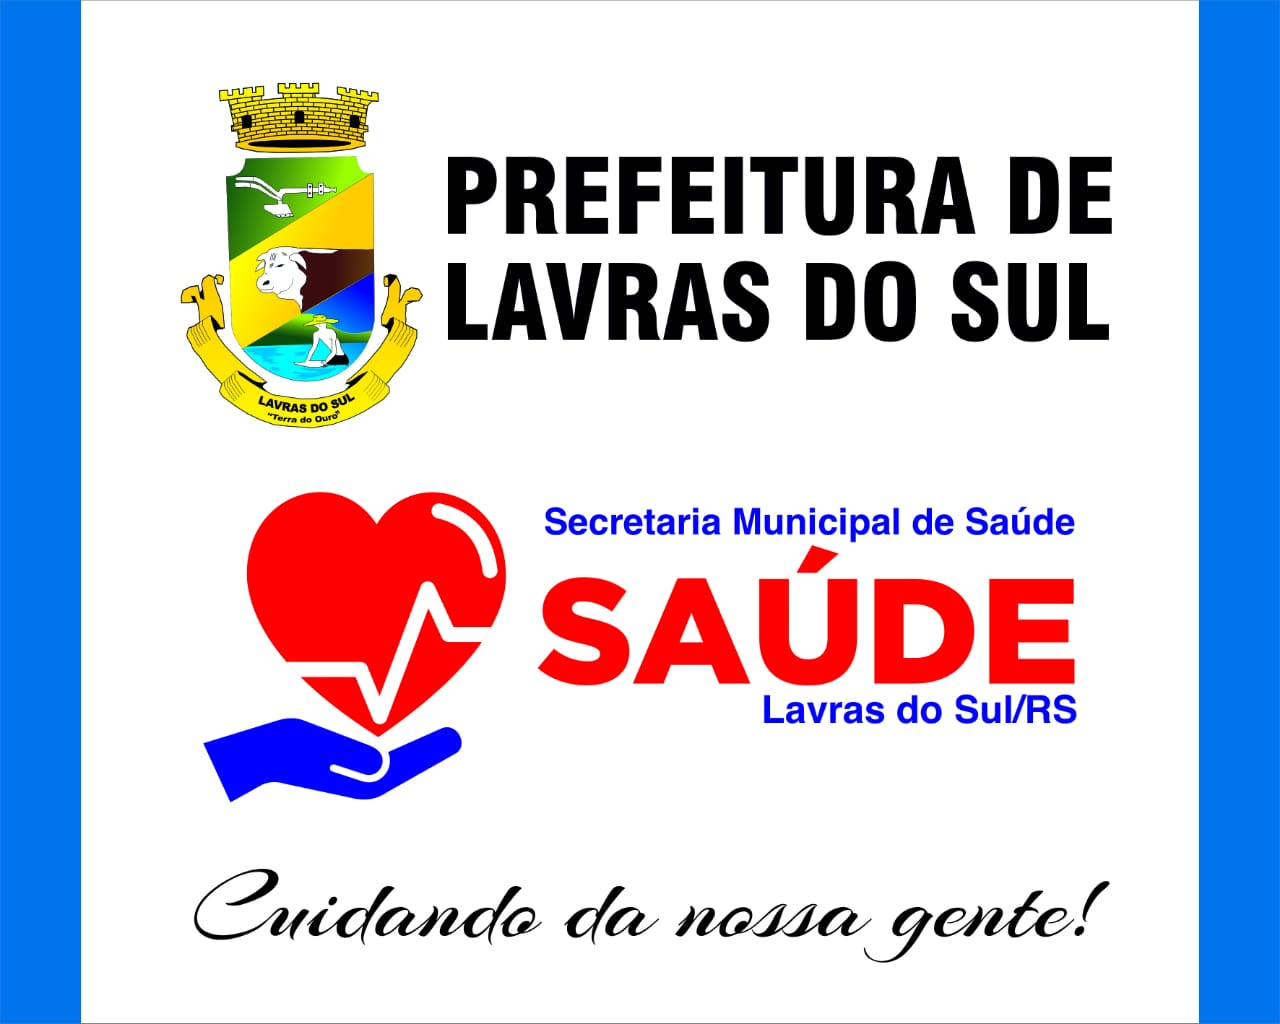 PREFEITURA DE
LAVRAS DO SUL
LAVRAS DO SUL
"Terra do Ouro"
Secretaria Municipal de Saúde
SAÚDE
Lavras do Sul/RS
Cuidando da nossa gente!